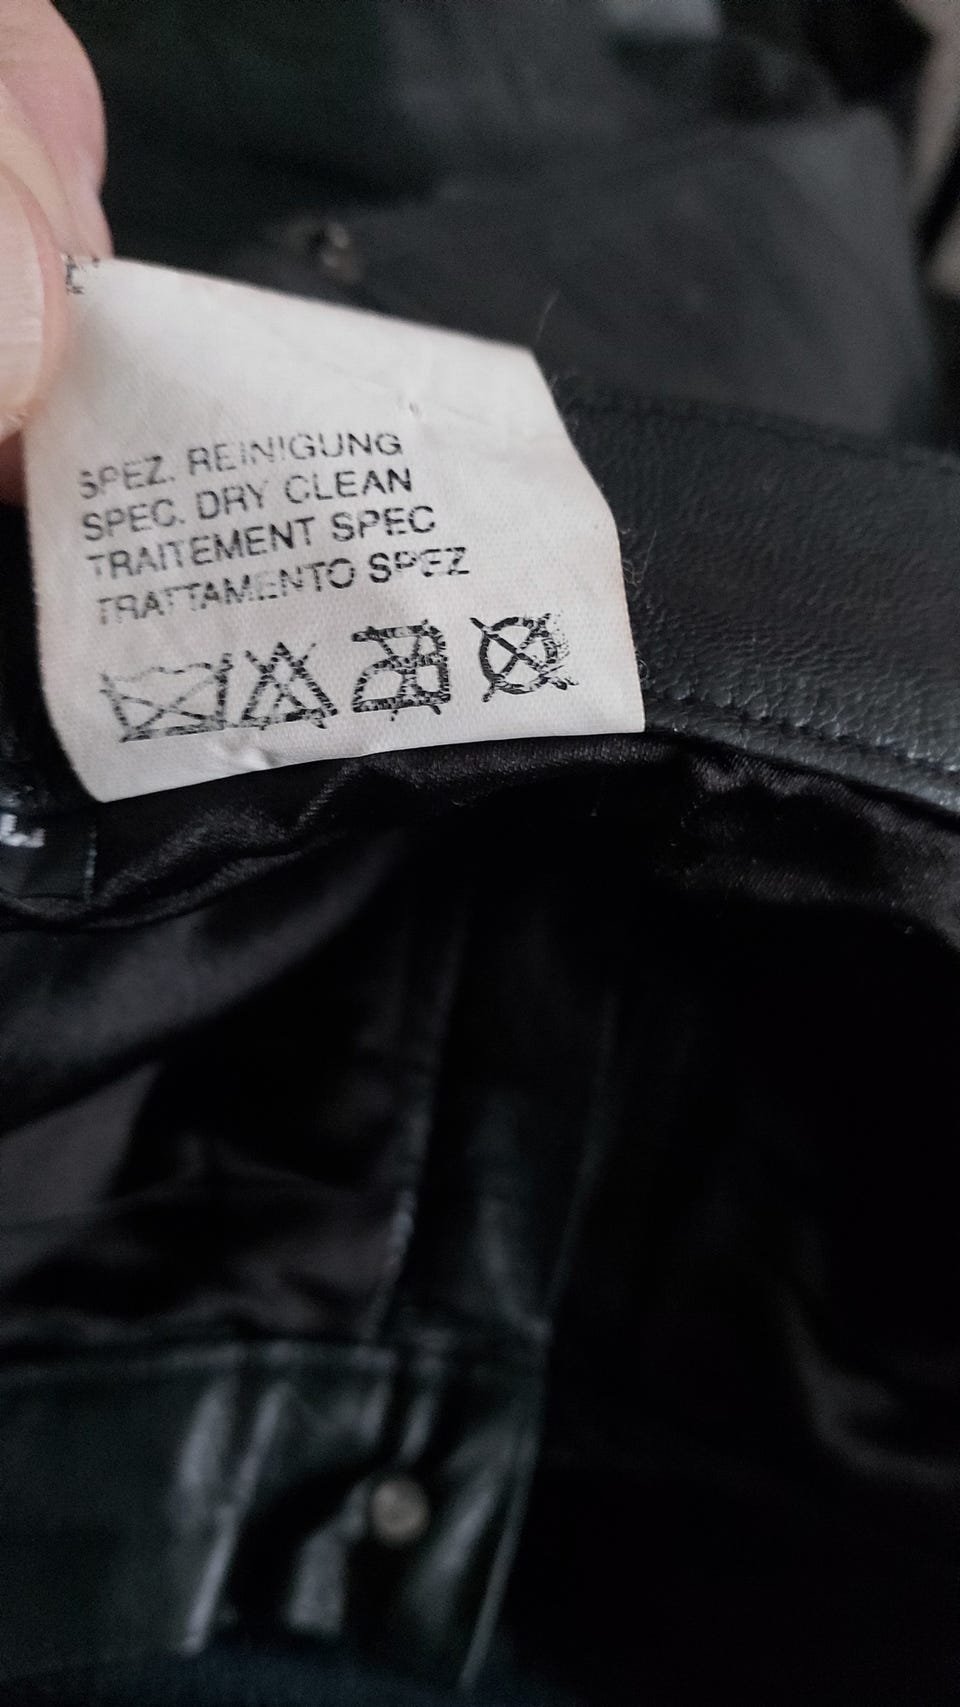 SPEZ. REINIGUNG
SPEC. DRY CLEAN
TRAITEMENT SPEC
TRATTAMENTO SPEZ